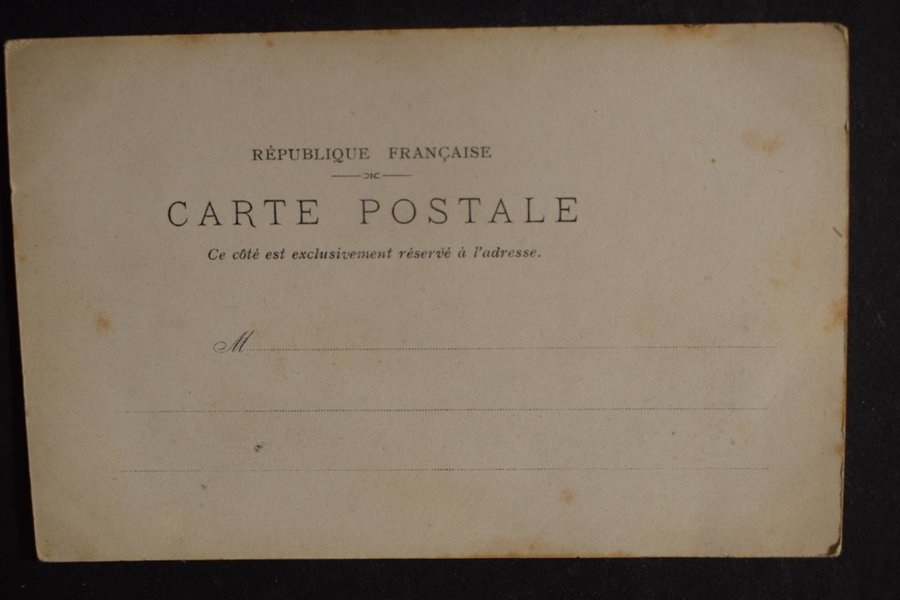 RÉPUBLIQUE FRANÇAISE
CARTE POSTALE
Ce côté est exclusivement réservé à l'adresse.
M